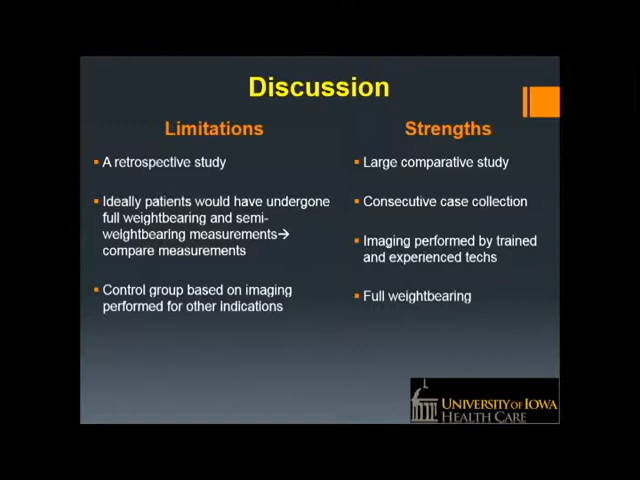 Discussion
Limitations
A retrospective study
Ideally patients would have undergone
full weightbearing and semi-
weightbearing measurements→
compare measurements
Control group based on imaging
performed for other indications
Strengths
Large comparative study
Consecutive case collection
Imaging performed by trained
and experienced techs
Full weightbearing
UNIVERSITY OF IOWA
HEALTH CARE